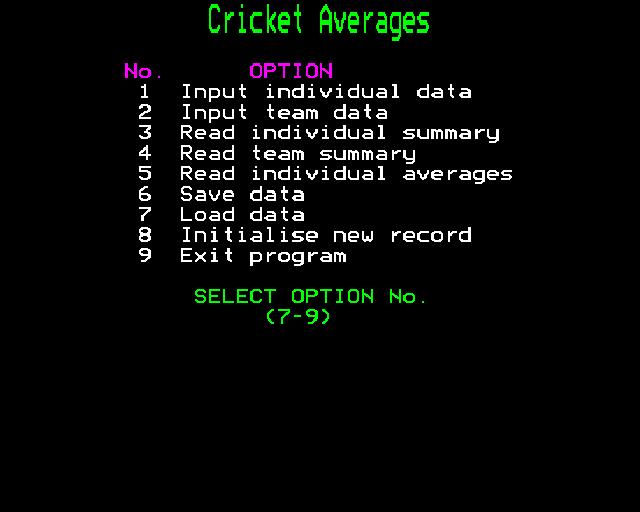 Cricket Averages
No. OPTION
1 Input individual data
2 Input team data
3 Read individual summary
4 Read team summary
5 Read individual averages
6 Save data
7 Load data
8 Initialise new record
9 Exit program
SELECT OPTION No.
(7-9)